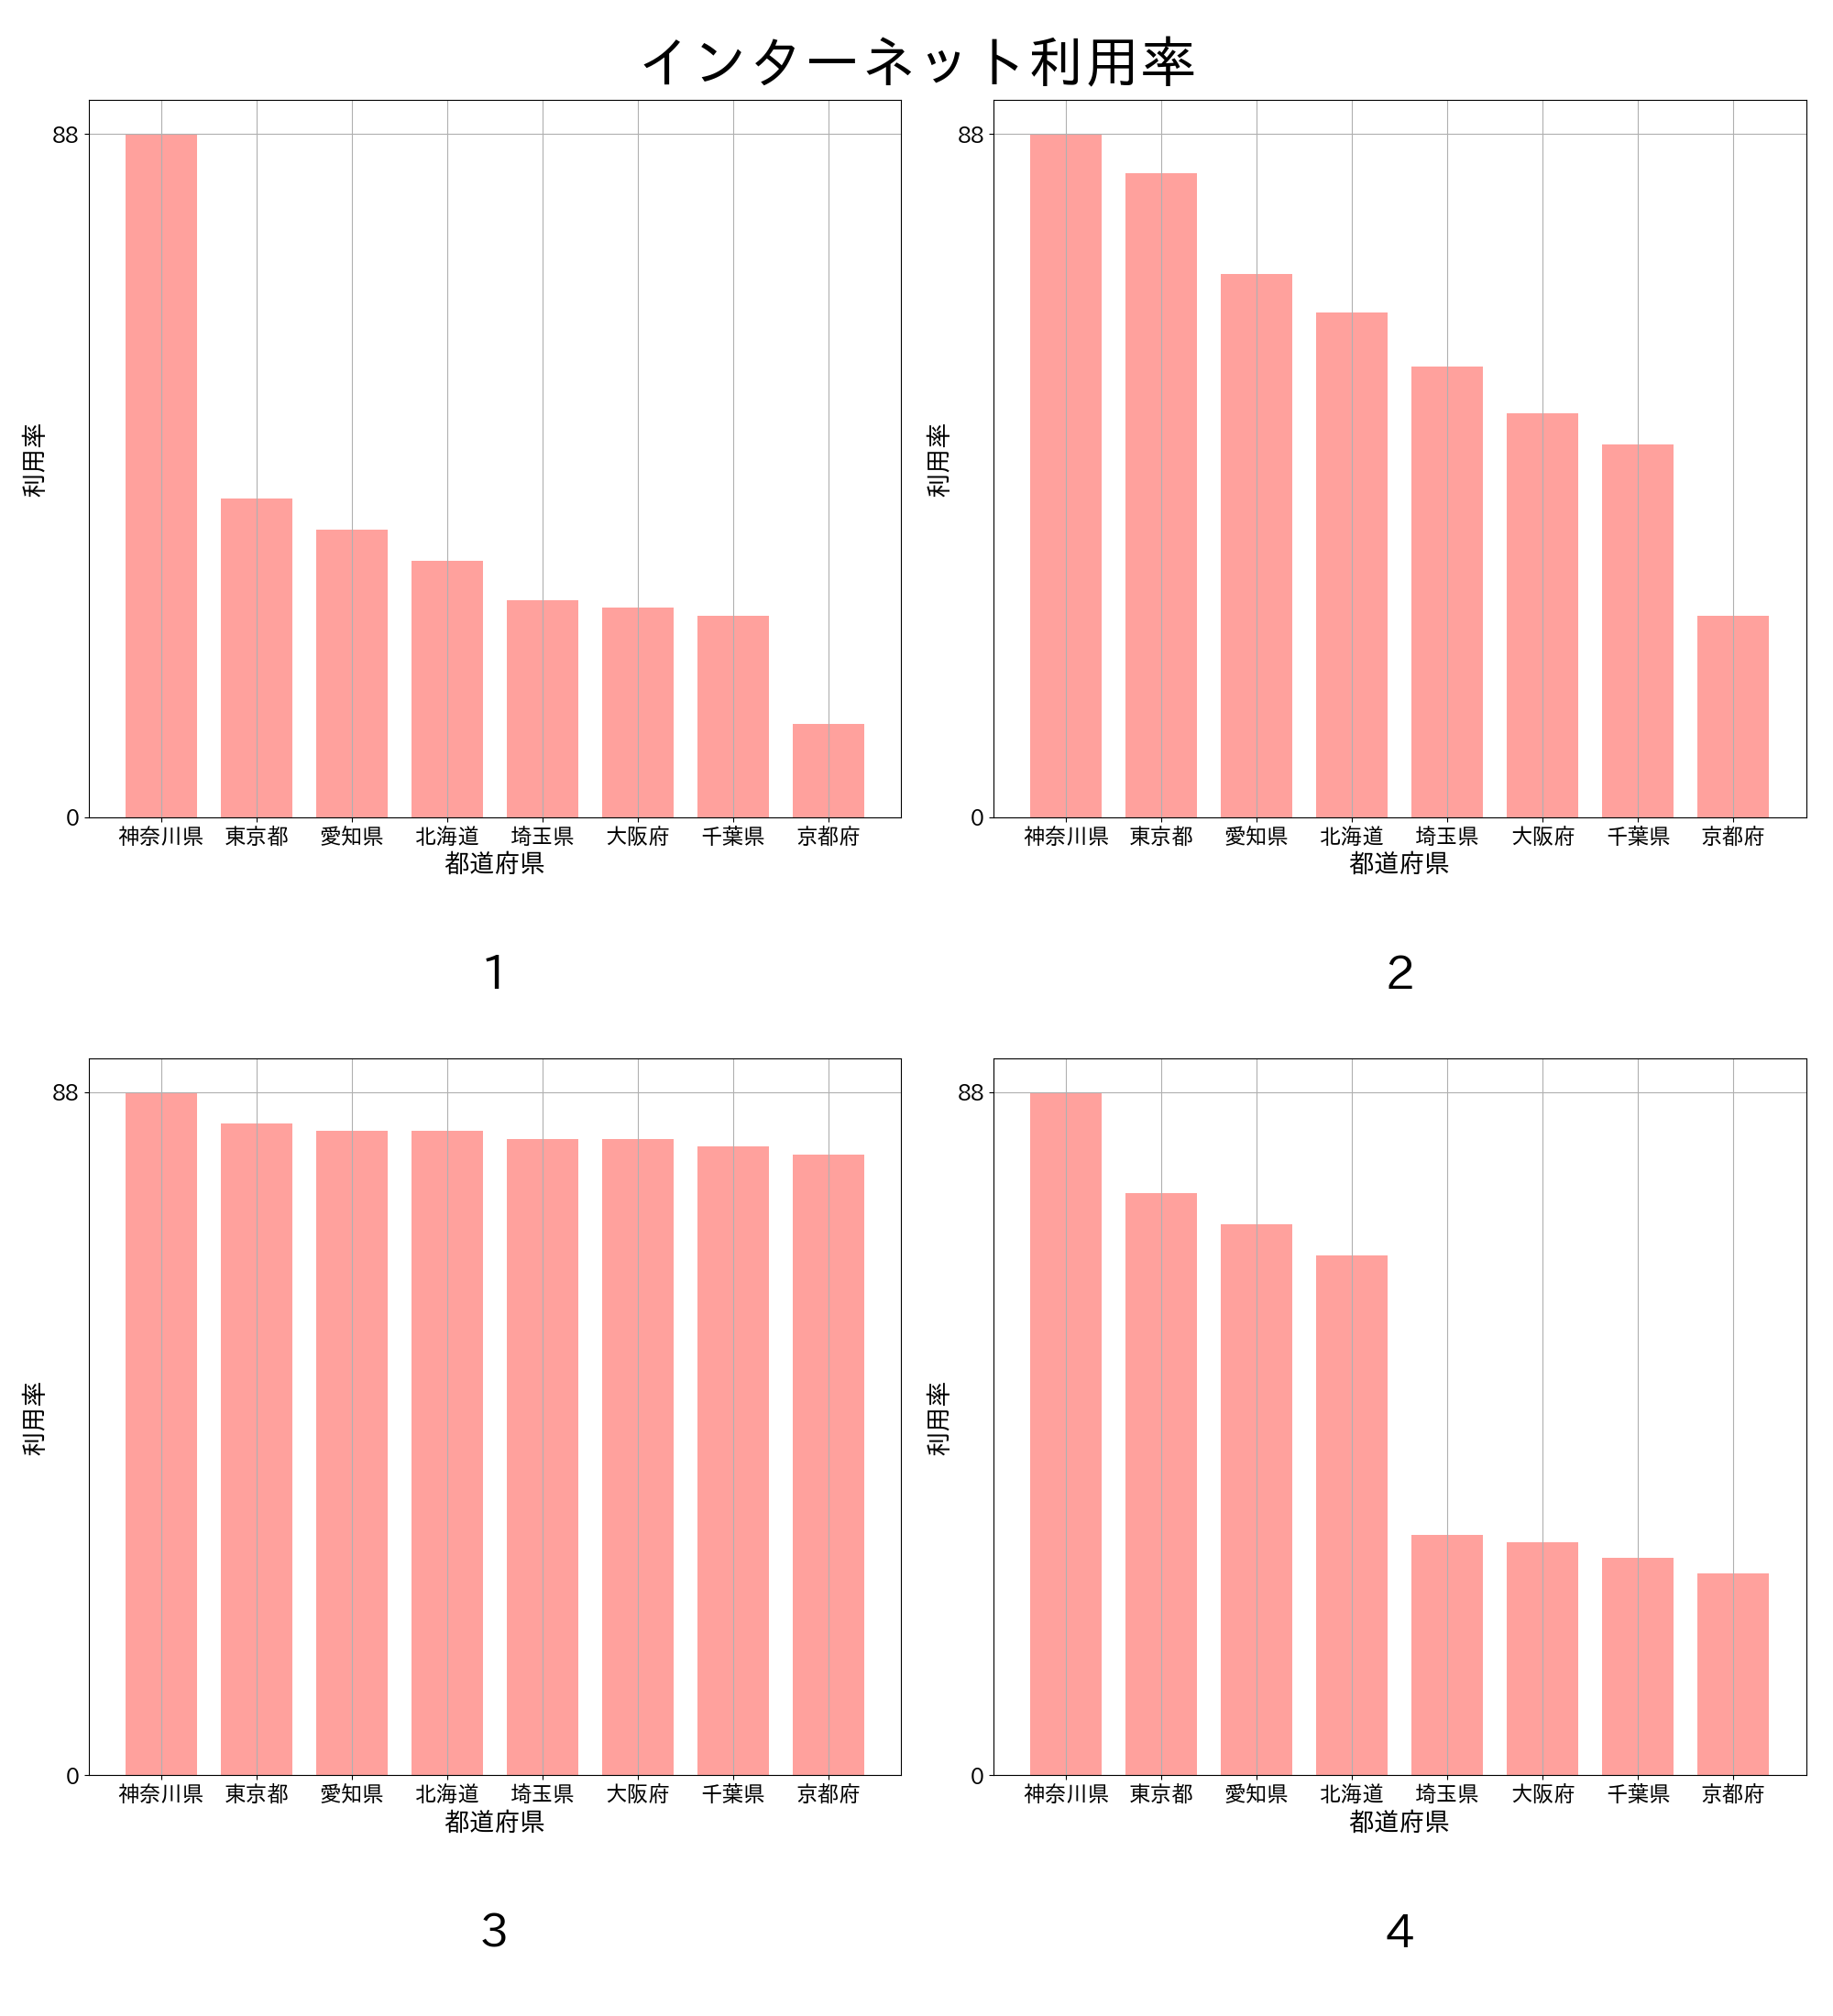 インターネット利用率
88
0
利用率
神奈川県 東京都 愛知県 北海道 埼玉県 大阪府 千葉県 京都府
都道府県
1
88
0
利用率
神奈川県 東京都 愛知県 北海道 埼玉県 大阪府 千葉県 京都府
都道府県
2
88
0
利用率
神奈川県 東京都 愛知県 北海道 埼玉県 大阪府 千葉県 京都府
都道府県
3
88
0
利用率
神奈川県 東京都 愛知県 北海道 埼玉県 大阪府 千葉県 京都府
都道府県
4